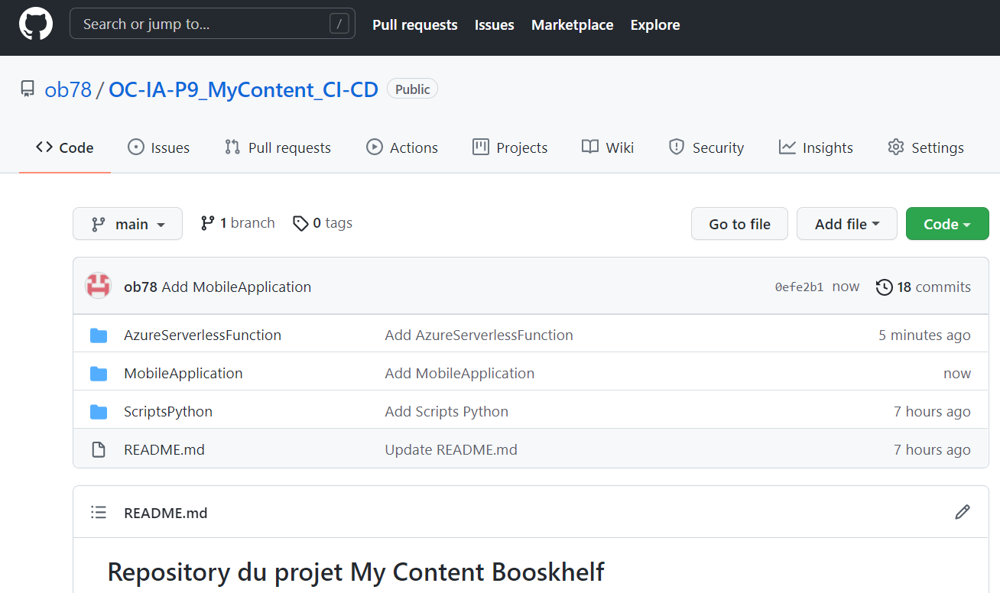 Search or jump to... / Pull requests Issues Marketplace Explore
ob78 / OC-IA-P9_MyContent_CI-CD Public
<> Code Issues Pull requests Actions Projects Wiki Security Insights Settings
main 1 branch 0 tags Go to file Add file Code
ob78 Add MobileApplication 0efe2b1 now 18 commits
AzureServerlessFunction Add AzureServerlessFunction 5 minutes ago
MobileApplication Add MobileApplication now
ScriptsPython Add Scripts Python 7 hours ago
README.md Update README.md 7 hours ago
README.md
Repository du projet My Content Booskhelf